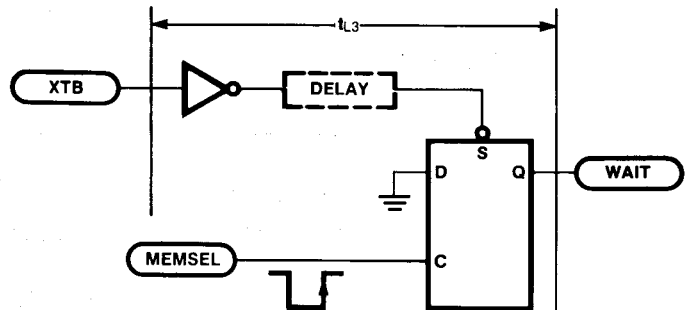 tL3
XTB
DELAY
S
D
Q
WAIT
MEMSEL
C